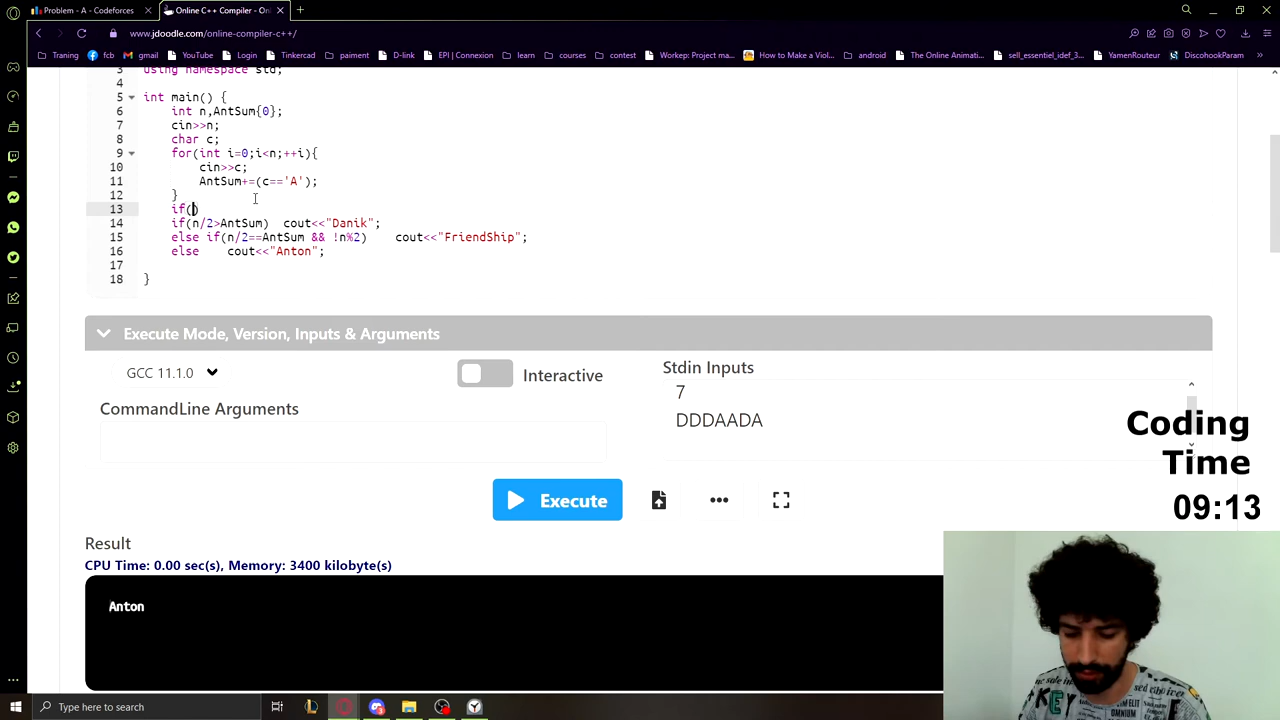 Problem - A - Codeforces
Online C++ Compiler - Online C
www.jdoodle.com/online-compiler-c++/
Traning
fcb
gmail
YouTube
Login
Tinkercad
paiment
D-link
EPI | Connexion
learn
courses
contest
Workep: Project ma...
How to Make a Viol...
android
The Online Animati...
sell_essentiel_idef_3...
YamenRouteur
DiscohookParam
3 using namespace std;
4
5 int main() {
6 int n,AntSum{0};
7 cin>>n;
8 char c;
9 for(int i=0;i<n;++i){
10 cin>>c;
11 AntSum+=(c=='A');
12 }
13 if()
14 if(n/2>AntSum) cout<<"Danik";
15 else if(n/2==AntSum && !n%2) cout<<"FriendShip";
16 else cout<<"Anton";
17
18 }
Execute Mode, Version, Inputs & Arguments
GCC 11.1.0
Interactive
Stdin Inputs
7
DDDAADA
CommandLine Arguments
Coding
Time
09:13
Execute
Result
CPU Time: 0.00 sec(s), Memory: 3400 kilobyte(s)
Anton
Type here to search